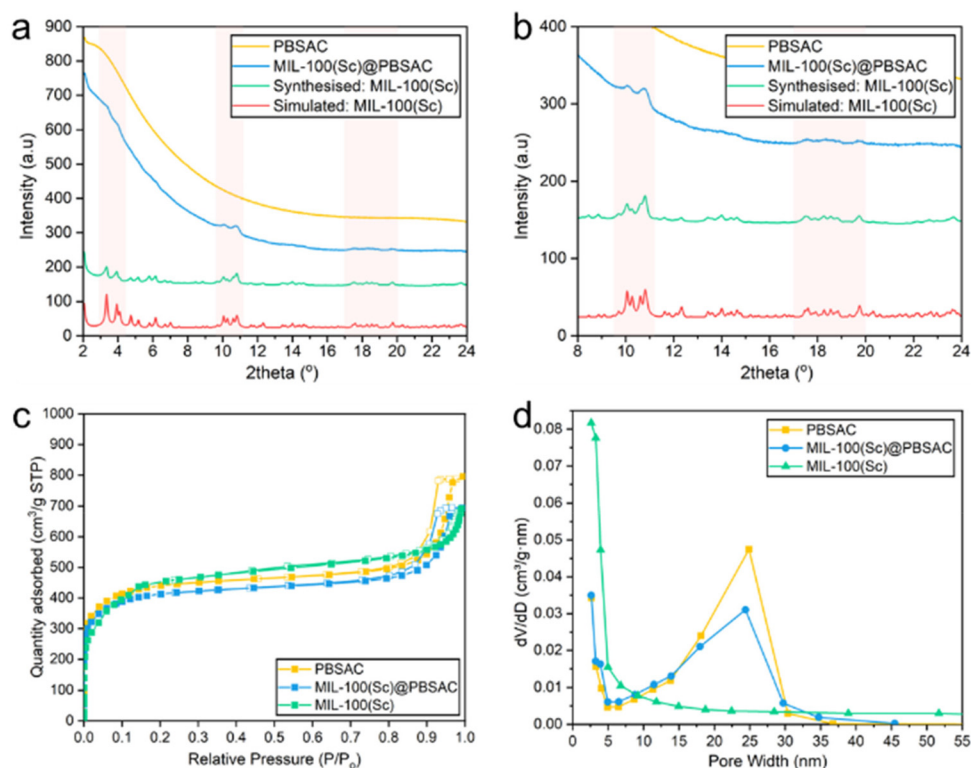 a
900
800
700
600
500
400
300
200
100
0
Intensity (a.u)
PBSAC
MIL-100(Sc)@PBSAC
Synthesised: MIL-100(Sc)
Simulated: MIL-100(Sc)
2 4 6 8 10 12 14 16 18 20 22 24
2theta (°)
b
400
300
200
100
0
Intensity (a.u)
PBSAC
MIL-100(Sc)@PBSAC
Synthesised: MIL-100(Sc)
Simulated: MIL-100(Sc)
8 10 12 14 16 18 20 22 24
2theta (°)
c
1000
900
800
700
600
500
400
300
200
100
0
Quantity adsorbed (cm³/g STP)
PBSAC
MIL-100(Sc)@PBSAC
MIL-100(Sc)
0.0 0.1 0.2 0.3 0.4 0.5 0.6 0.7 0.8 0.9 1.0
Relative Pressure (P/P₀)
d
0.08
0.07
0.06
0.05
0.04
0.03
0.02
0.01
0.00
dV/dD (cm³/g·nm)
PBSAC
MIL-100(Sc)@PBSAC
MIL-100(Sc)
0 5 10 15 20 25 30 35 40 45 50 55
Pore Width (nm)